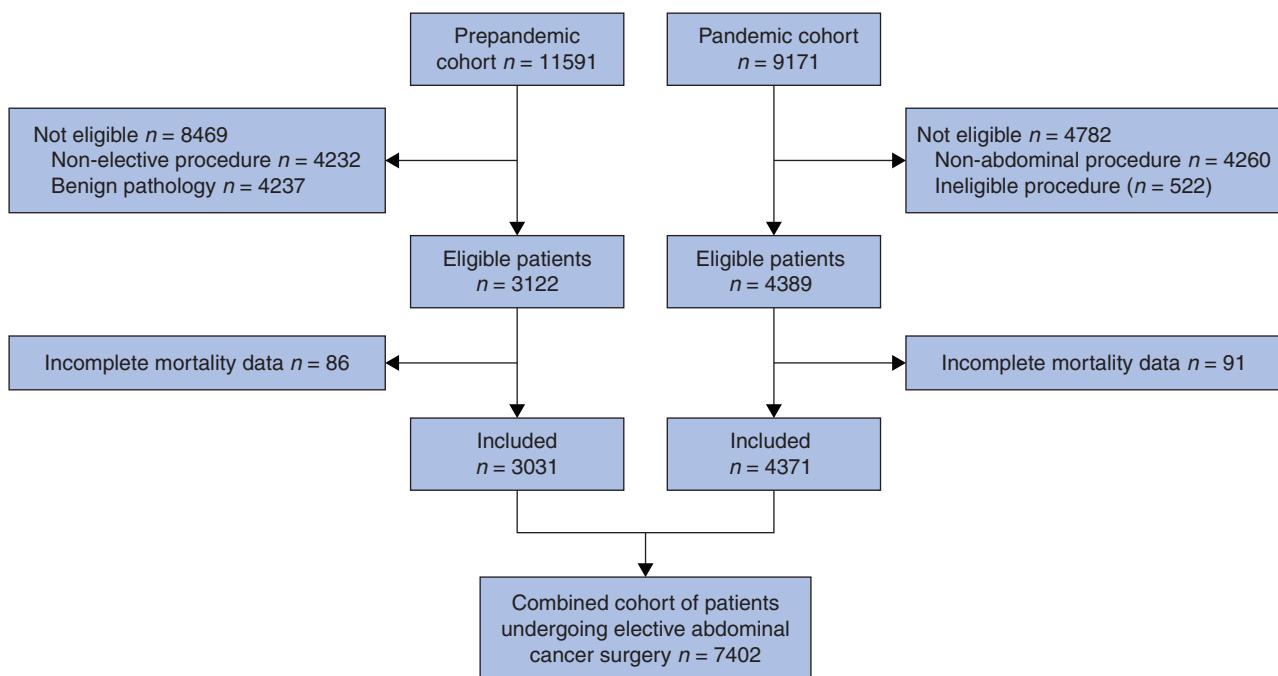 Prepandemic
cohort n = 11591
Pandemic cohort
n = 9171
Not eligible n = 8469
Non-elective procedure n = 4232
Benign pathology n = 4237
Not eligible n = 4782
Non-abdominal procedure n = 4260
Ineligible procedure (n = 522)
Eligible patients
n = 3122
Eligible patients
n = 4389
Incomplete mortality data n = 86
Incomplete mortality data n = 91
Included
n = 3031
Included
n = 4371
Combined cohort of patients
undergoing elective abdominal
cancer surgery n = 7402